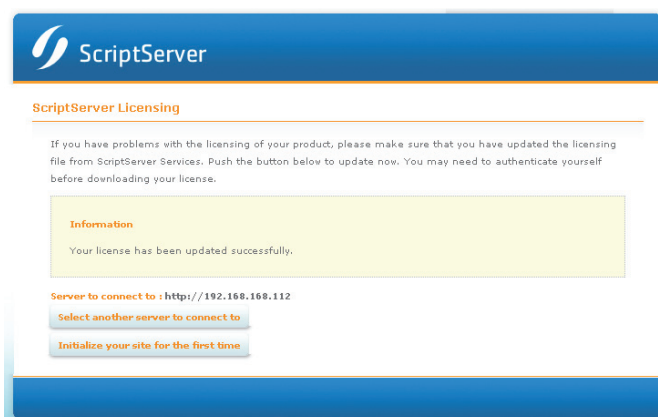 ScriptServer
ScriptServer Licensing
If you have problems with the licensing of your product, please make sure that you have updated the licensing
file from ScriptServer Services. Push the button below to update now. You may need to authenticate yourself
before downloading your license.
Information
Your license has been updated successfully.
Server to connect to : http://192.168.168.112
Select another server to connect to
Initialize your site for the first time